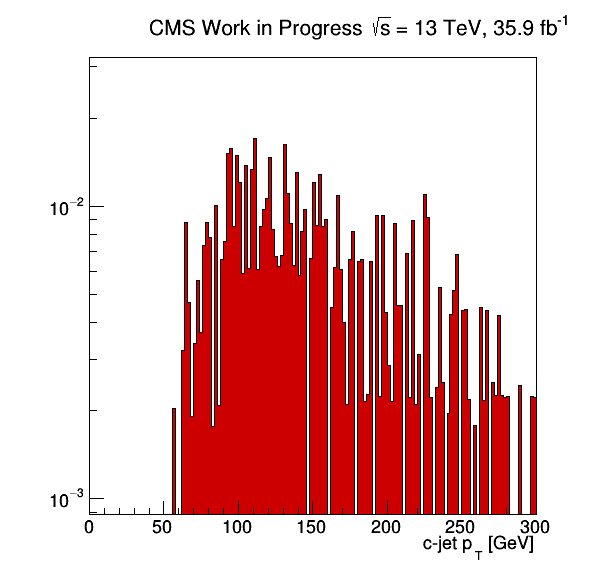 CMS Work in Progress √s = 13 TeV, 35.9 fb⁻¹
10⁻²
10⁻³
0 50 100 150 200 250 300
c-jet p_T [GeV]